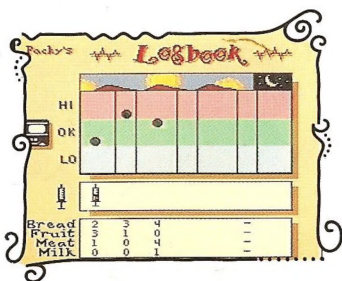 Packy's Logbook
HI
OK
LO
Bread 2 3 4 -
Fruit 3 1 0
Meat 1 0 4 -
Milk 0 0 1